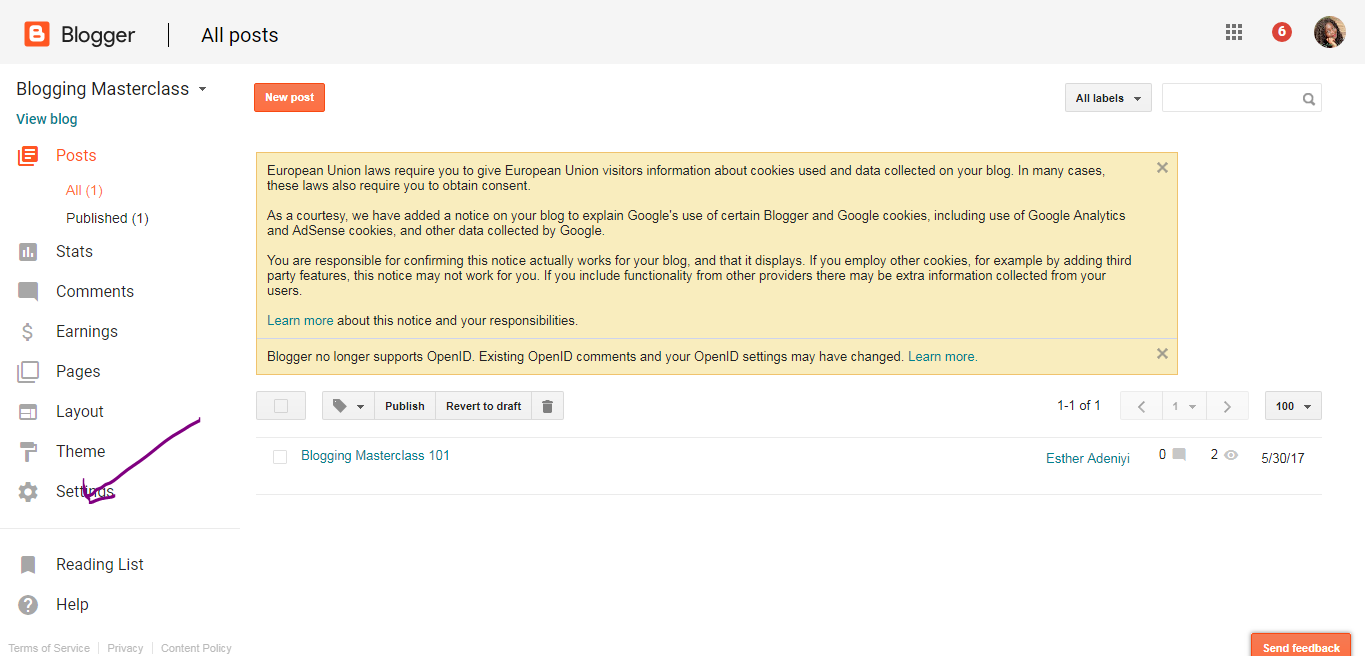 Blogger
All posts
6
Blogging Masterclass
View blog
Posts
All (1)
Published (1)
Stats
Comments
Earnings
Pages
Layout
Theme
Settings
Reading List
Help
Terms of Service
Privacy
Content Policy
New post
All labels
European Union laws require you to give European Union visitors information about cookies used and data collected on your blog. In many cases,
these laws also require you to obtain consent.
As a courtesy, we have added a notice on your blog to explain Google's use of certain Blogger and Google cookies, including use of Google Analytics
and AdSense cookies, and other data collected by Google.
You are responsible for confirming this notice actually works for your blog, and that it displays. If you employ other cookies, for example by adding third
party features, this notice may not work for you. If you include functionality from other providers there may be extra information collected from your
users.
Learn more about this notice and your responsibilities.
Blogger no longer supports OpenID. Existing OpenID comments and your OpenID settings may have changed. Learn more.
Publish
Revert to draft
1-1 of 1
1
100
Blogging Masterclass 101
Esther Adeniyi
0
2
5/30/17
Send feedback